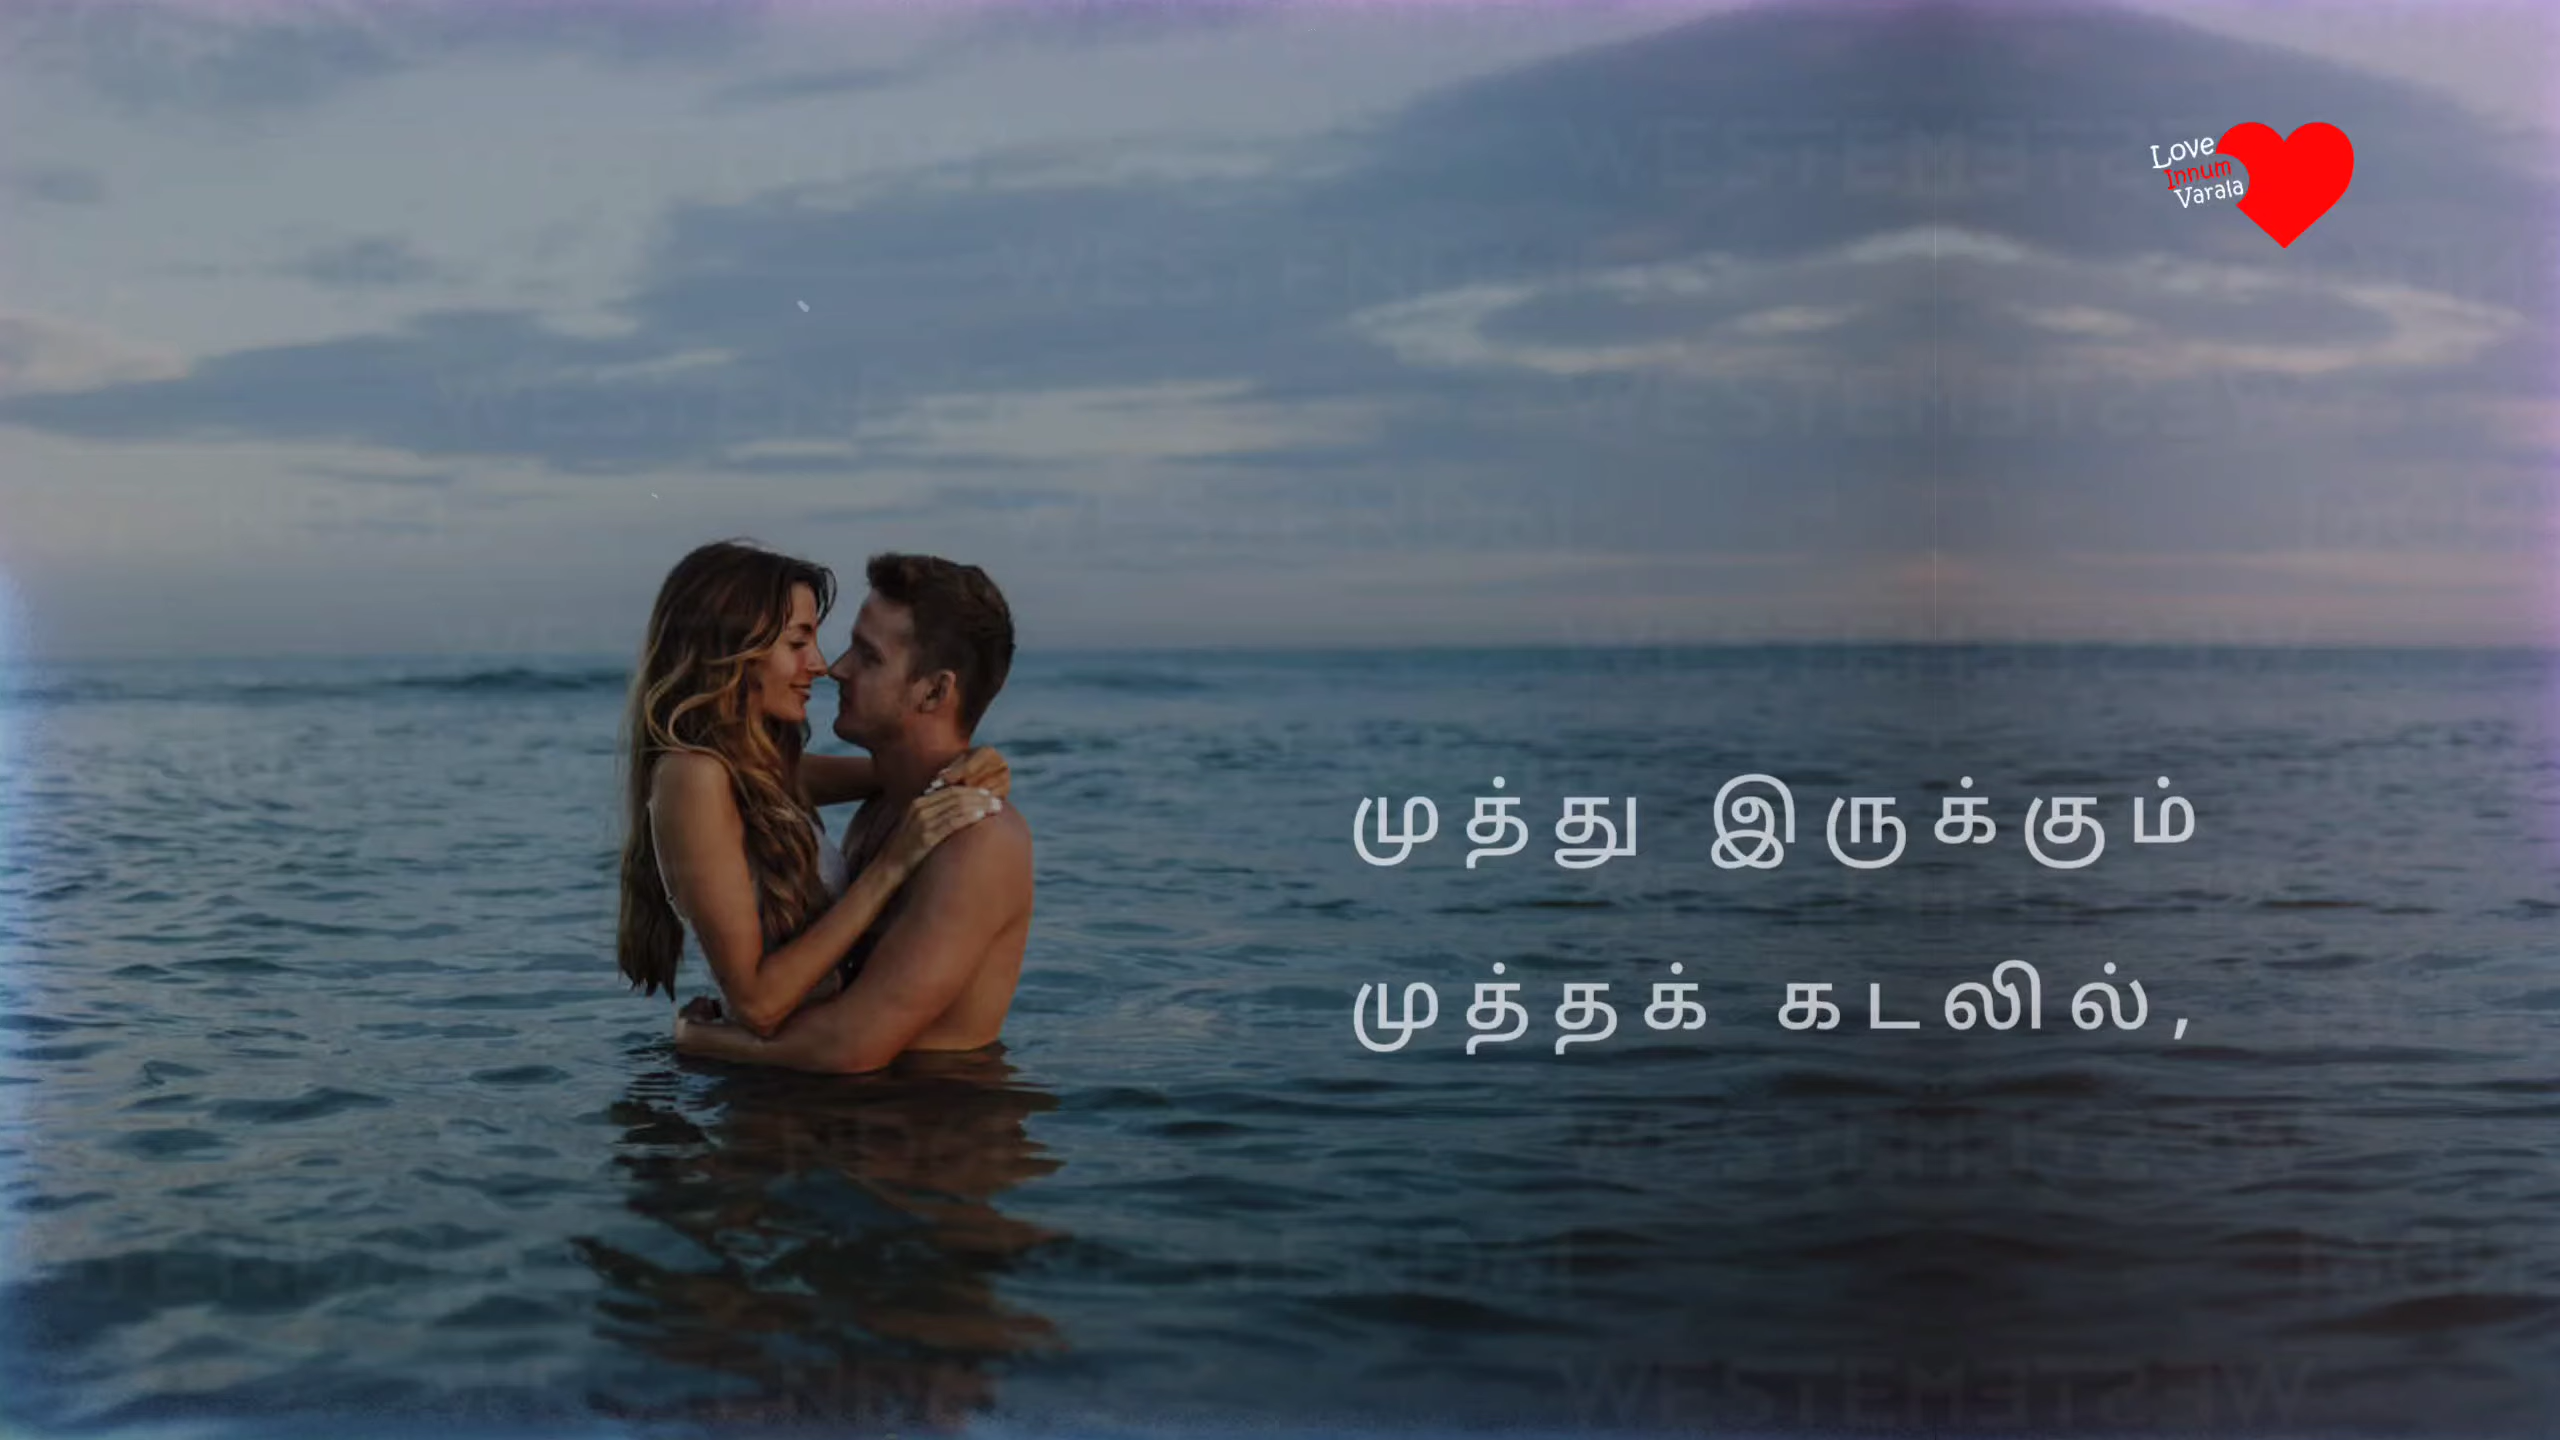 Love
Innum
Varala
முத்து இருக்கும்
முத்தக் கடலில்,